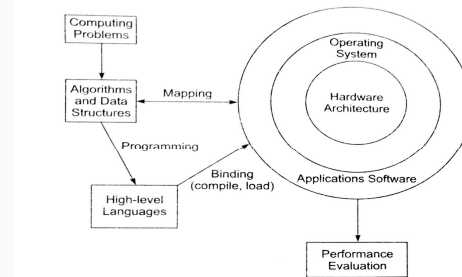 Computing
Problems
Operating
System
Algorithms
and Data
Structures
Mapping
Hardware
Architecture
Programming
Binding
(compile, load)
Applications Software
High-level
Languages
Performance
Evaluation